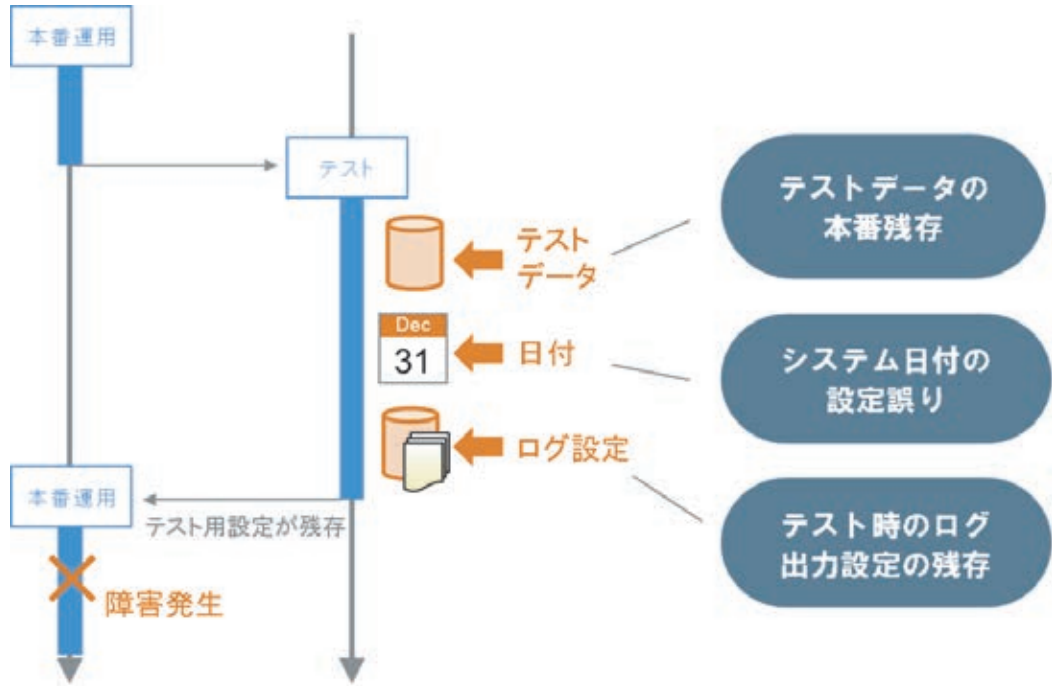 本番運用
テスト
テスト
データ
Dec
31
日付
ログ設定
本番運用
テスト用設定が残存
障害発生
テストデータの
本番残存
システム日付の
設定誤り
テスト時のログ
出力設定の残存